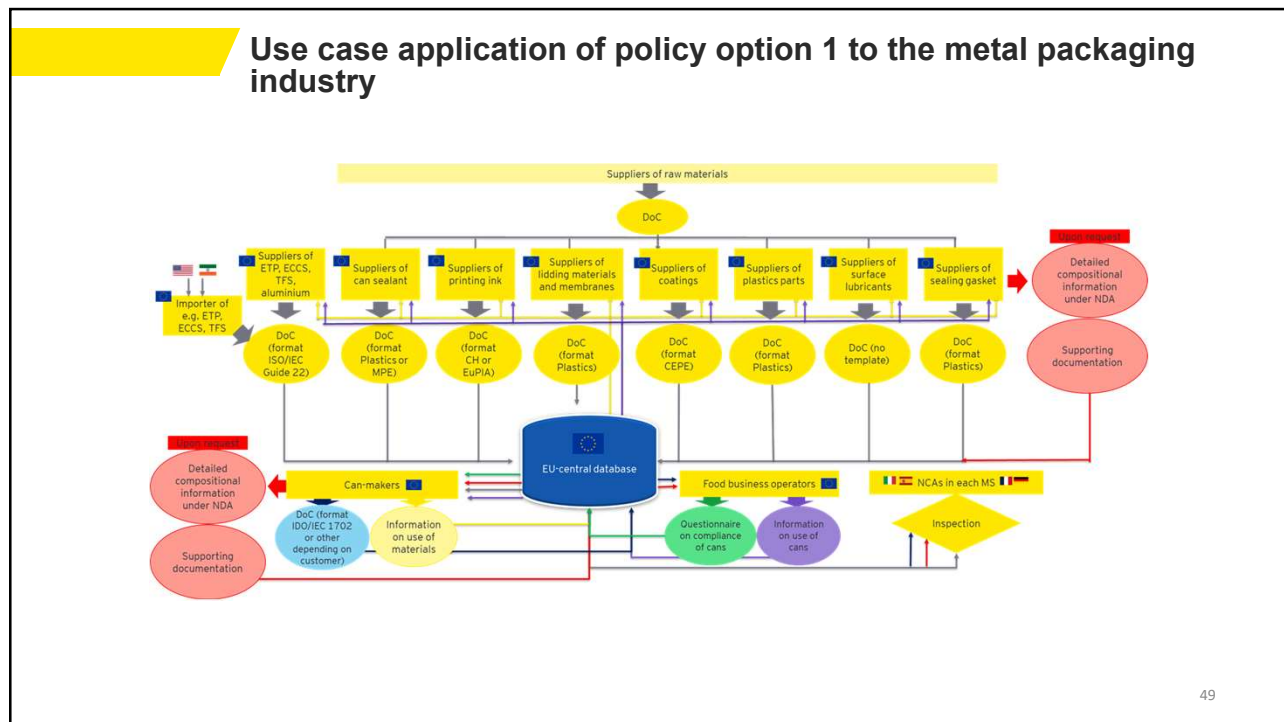 Use case application of policy option 1 to the metal packaging
industry
Suppliers of raw materials
DoC
Upon request
Suppliers of
ETP, ECCS,
TFS,
aluminium
Suppliers of
can sealant
Suppliers of
printing ink
Suppliers of
lidding materials
and membranes
Suppliers of
coatings
Suppliers of
plastics parts
Suppliers of
surface
lubricants
Suppliers of
sealing gasket
Detailed
compositional
information
under NDA
Importer of
e.g. ETP,
ECCS, TFS
DoC
(format
ISO/IEC
Guide 22)
DoC
(format
Plastics or
MPE)
DoC
(format
CH or
EuPIA)
DoC
(format
Plastics)
DoC
(format
CEPE)
DoC
(format
Plastics)
DoC (no
template)
DoC
(format
Plastics)
Supporting
documentation
Upon request
Detailed
compositional
information
under NDA
Can-makers
EU-central database
Food business operators
NCAs in each MS
DoC (format
IDO/IEC 1702
or other
depending on
customer)
Information
on use of
materials
Questionnaire
on compliance
of cans
Information
on use of
cans
Inspection
Supporting
documentation
49